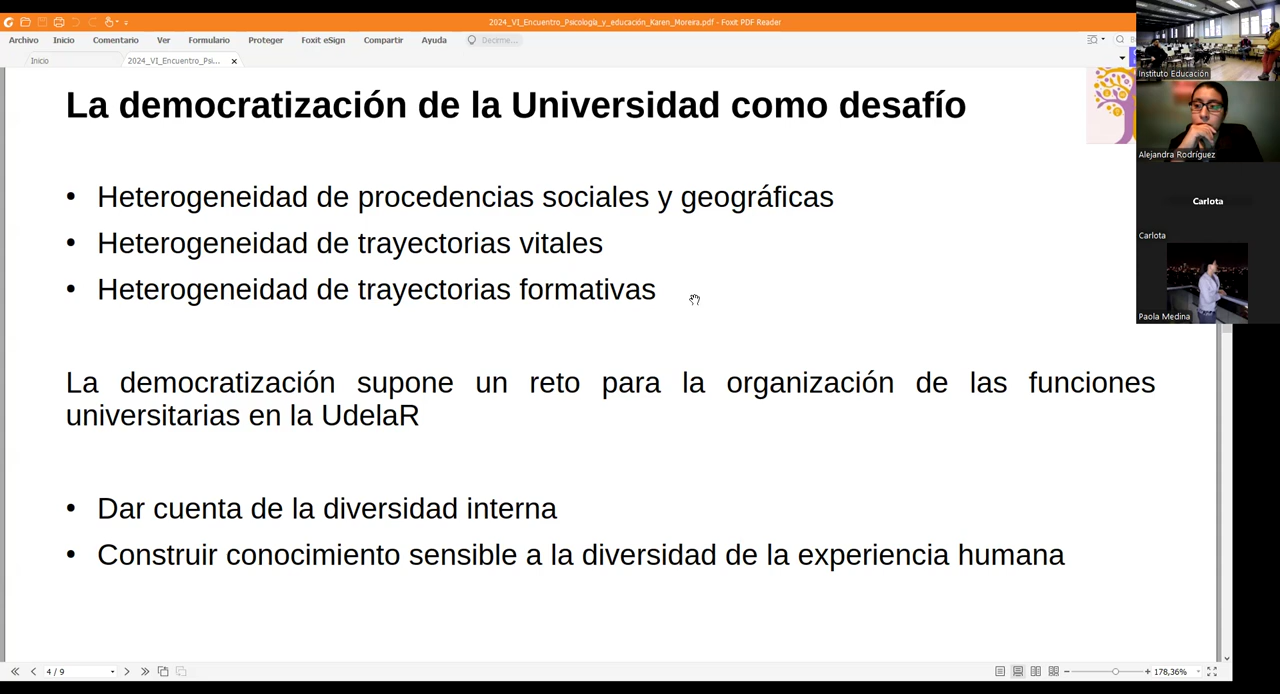 2024_VI_Encuentro_Psicología_y_educación_Karen_Moreira.pdf - Foxit PDF Reader
Archivo Inicio Comentario Ver Formulario Proteger Foxit eSign Compartir Ayuda Decirme...
Inicio 2024_VI_Encuentro_Psi...
La democratización de la Universidad como desafío
• Heterogeneidad de procedencias sociales y geográficas
• Heterogeneidad de trayectorias vitales
• Heterogeneidad de trayectorias formativas
La democratización supone un reto para la organización de las funciones
universitarias en la UdelaR
• Dar cuenta de la diversidad interna
• Construir conocimiento sensible a la diversidad de la experiencia humana
4 / 9
178,36%
Instituto Educación
Alejandra Rodríguez
Carlota
Carlota
Paola Medina